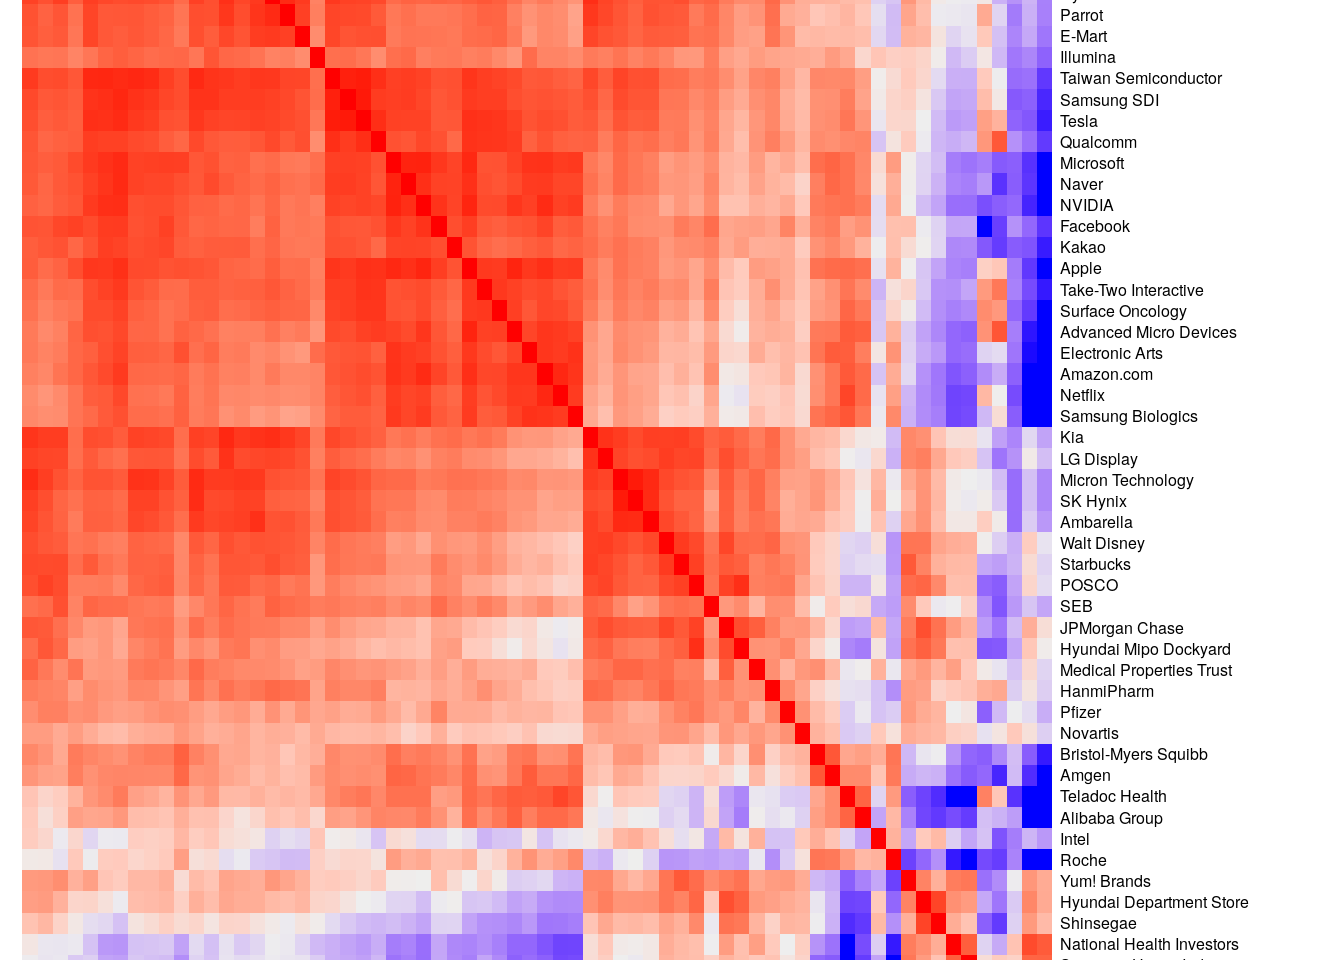 Parrot
E-Mart
Illumina
Taiwan Semiconductor
Samsung SDI
Tesla
Qualcomm
Microsoft
Naver
NVIDIA
Facebook
Kakao
Apple
Take-Two Interactive
Surface Oncology
Advanced Micro Devices
Electronic Arts
Amazon.com
Netflix
Samsung Biologics
Kia
LG Display
Micron Technology
SK Hynix
Ambarella
Walt Disney
Starbucks
POSCO
SEB
JPMorgan Chase
Hyundai Mipo Dockyard
Medical Properties Trust
HanmiPharm
Pfizer
Novartis
Bristol-Myers Squibb
Amgen
Teladoc Health
Alibaba Group
Intel
Roche
Yum! Brands
Hyundai Department Store
Shinsegae
National Health Investors